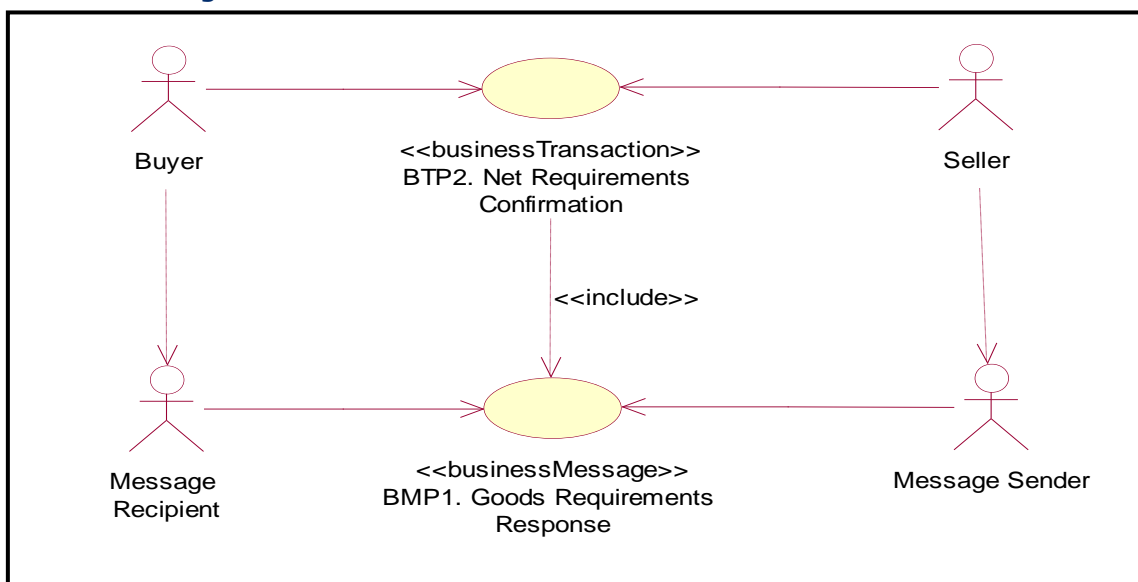 <<businessTransaction>>
Buyer
Seller
BTP2. Net Requirements
Confirmation
<<include>>
<<businessMessage>>
Message
Recipient
BMP1. Goods Requirements
Response
Message Sender